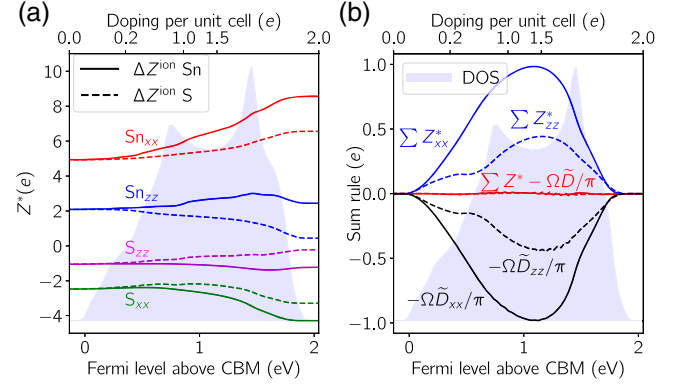 (a)
Doping per unit cell (e)
0.0 0.2 1.0 1.5 2.0
ΔZ^ion Sn
ΔZ^ion S
Sn_xx
Sn_zz
S_zz
S_xx
10
8
6
4
2
0
−2
−4
Z*(e)
0 1 2
Fermi level above CBM (eV)
(b)
Doping per unit cell (e)
0.0 0.2 1.0 1.5 2.0
DOS
∑ Z*_xx
∑ Z*_zz
∑ Z* − ΩD̃/π
−ΩD̃_zz/π
−ΩD̃_xx/π
1.0
0.5
0.0
−0.5
−1.0
Sum rule (e)
0 1 2
Fermi level above CBM (eV)